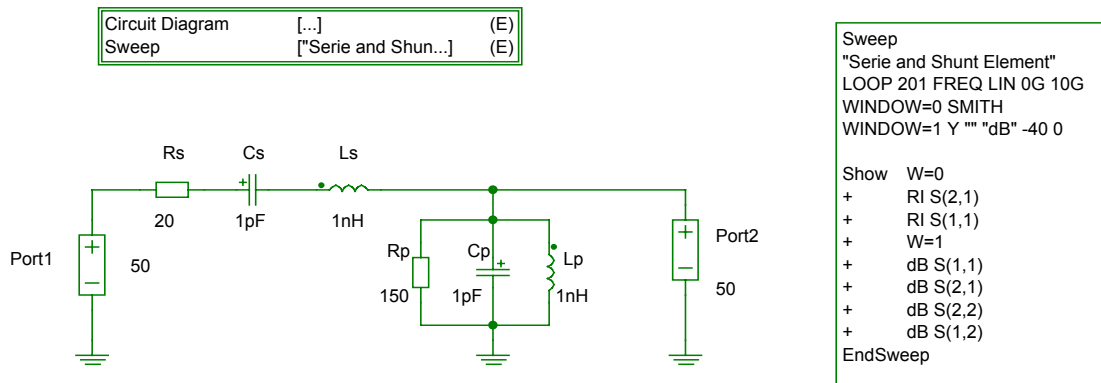 Circuit Diagram [...] (E)
Sweep ["Serie and Shun...] (E)
Sweep
"Serie and Shunt Element"
LOOP 201 FREQ LIN 0G 10G
WINDOW=0 SMITH
WINDOW=1 Y "" "dB" -40 0
Show W=0
+ RI S(2,1)
+ RI S(1,1)
+ W=1
+ dB S(1,1)
+ dB S(2,1)
+ dB S(2,2)
+ dB S(1,2)
EndSweep
Rs Cs Ls
20 1pF 1nH
Port1 50
Rp Cp Lp
150 1pF 1nH
Port2
50